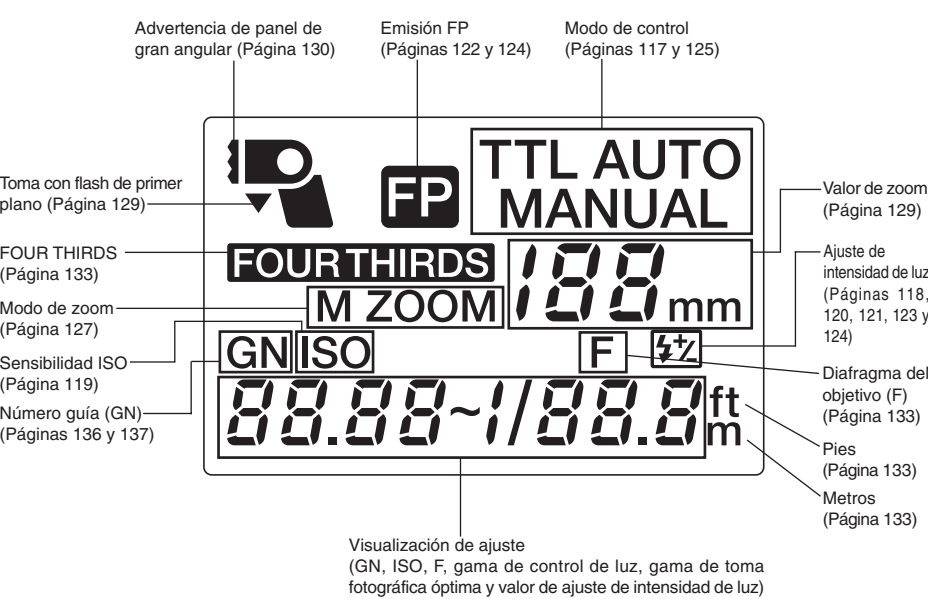 Advertencia de panel de
gran angular (Página 130)
Emisión FP
(Páginas 122 y 124)
Modo de control
(Páginas 117 y 125)
Toma con flash de primer
plano (Página 129)
FOUR THIRDS
(Página 133)
Modo de zoom
(Página 127)
Sensibilidad ISO
(Página 119)
Número guía (GN)
(Páginas 136 y 137)
FP
TTL AUTO
MANUAL
FOURTHIRDS
188 mm
M ZOOM
GN ISO
F
88.88~1/88.8 ft
m
Valor de zoom
(Página 129)
Ajuste de
intensidad de luz
(Páginas 118,
120, 121, 123 y
124)
Diafragma del
objetivo (F)
(Página 133)
Pies
(Página 133)
Metros
(Página 133)
Visualización de ajuste
(GN, ISO, F, gama de control de luz, gama de toma
fotográfica óptima y valor de ajuste de intensidad de luz)